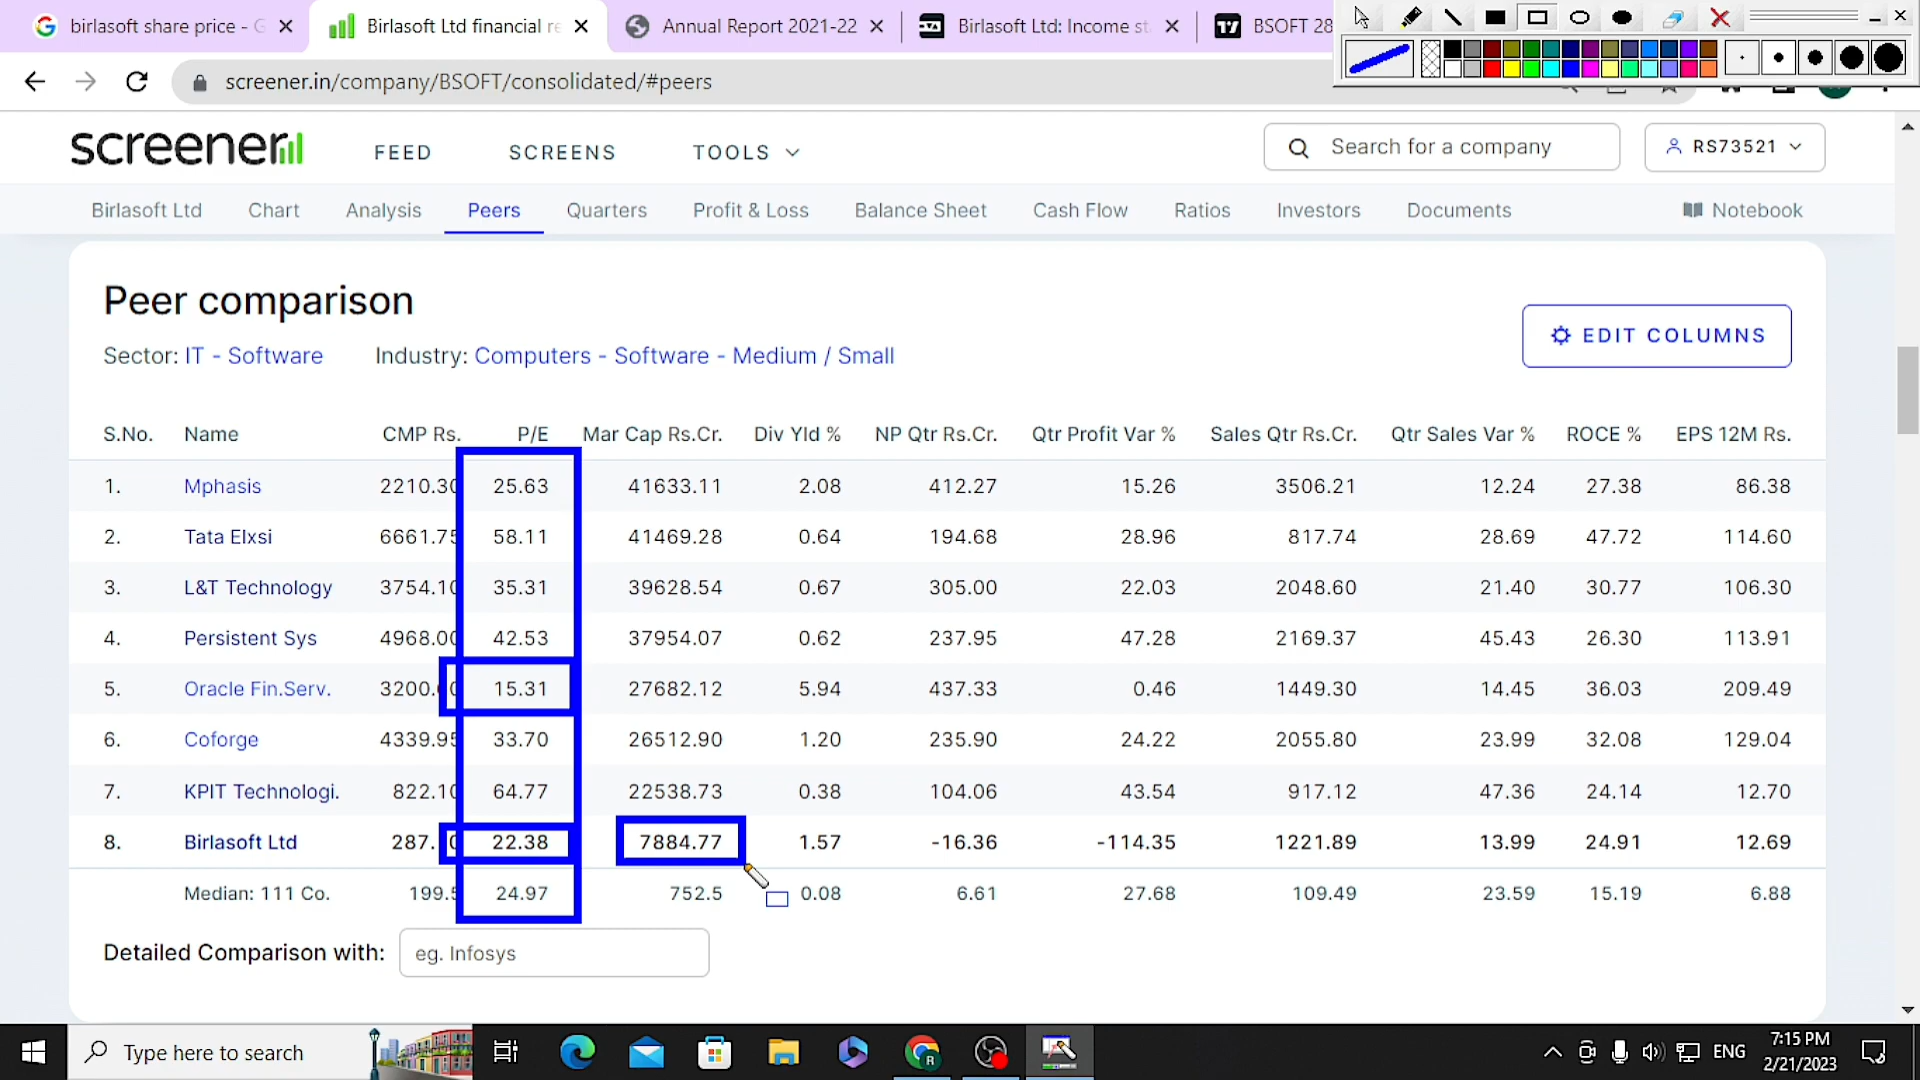 birlasoft share price - G
Birlasoft Ltd financial re
Annual Report 2021-22
Birlasoft Ltd: Income st
BSOFT 28
screener.in/company/BSOFT/consolidated/#peers
screener
FEED
SCREENS
TOOLS
Search for a company
RS73521
Birlasoft Ltd
Chart
Analysis
Peers
Quarters
Profit & Loss
Balance Sheet
Cash Flow
Ratios
Investors
Documents
Notebook
Peer comparison
EDIT COLUMNS
Sector: IT - Software Industry: Computers - Software - Medium / Small
S.No. Name CMP Rs. P/E Mar Cap Rs.Cr. Div Yld % NP Qtr Rs.Cr. Qtr Profit Var % Sales Qtr Rs.Cr. Qtr Sales Var % ROCE % EPS 12M Rs.
1. Mphasis 2210.30 25.63 41633.11 2.08 412.27 15.26 3506.21 12.24 27.38 86.38
2. Tata Elxsi 6661.75 58.11 41469.28 0.64 194.68 28.96 817.74 28.69 47.72 114.60
3. L&T Technology 3754.10 35.31 39628.54 0.67 305.00 22.03 2048.60 21.40 30.77 106.30
4. Persistent Sys 4968.00 42.53 37954.07 0.62 237.95 47.28 2169.37 45.43 26.30 113.91
5. Oracle Fin.Serv. 15.31 27682.12 5.94 437.33 0.46 1449.30 14.45 36.03 209.49
6. Coforge 4339.95 33.70 26512.90 1.20 235.90 24.22 2055.80 23.99 32.08 129.04
7. KPIT Technologi. 822.10 64.77 22538.73 0.38 104.06 43.54 917.12 47.36 24.14 12.70
8. Birlasoft Ltd 22.38 7884.77 1.57 -16.36 -114.35 1221.89 13.99 24.91 12.69
Median: 111 Co. 199.5 24.97 752.5 0.08 6.61 27.68 109.49 23.59 15.19 6.88
Detailed Comparison with: eg. Infosys
Type here to search
ENG
7:15 PM
2/21/2023